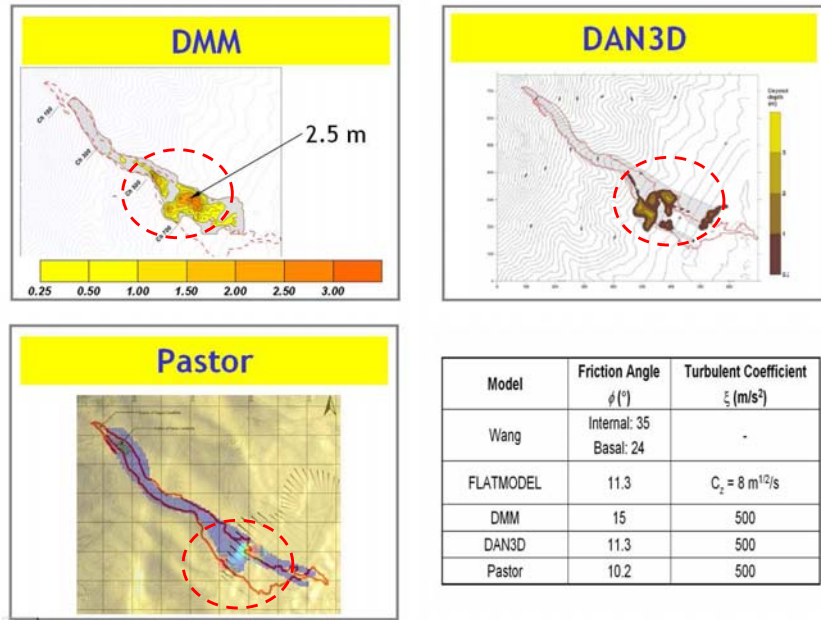 DMM
2.5 m
Ch 100
Ch 300
Ch 500
Ch 700
0.25 0.50 1.00 1.50 2.00 2.50 3.00
DAN3D
Deposit
depth
(m)
Pastor
Model Friction Angle Turbulent Coefficient
ϕ (°) ξ (m/s²)
Wang Internal: 35 -
Basal: 24
FLATMODEL 11.3 C_z = 8 m^1/2/s
DMM 15 500
DAN3D 11.3 500
Pastor 10.2 500